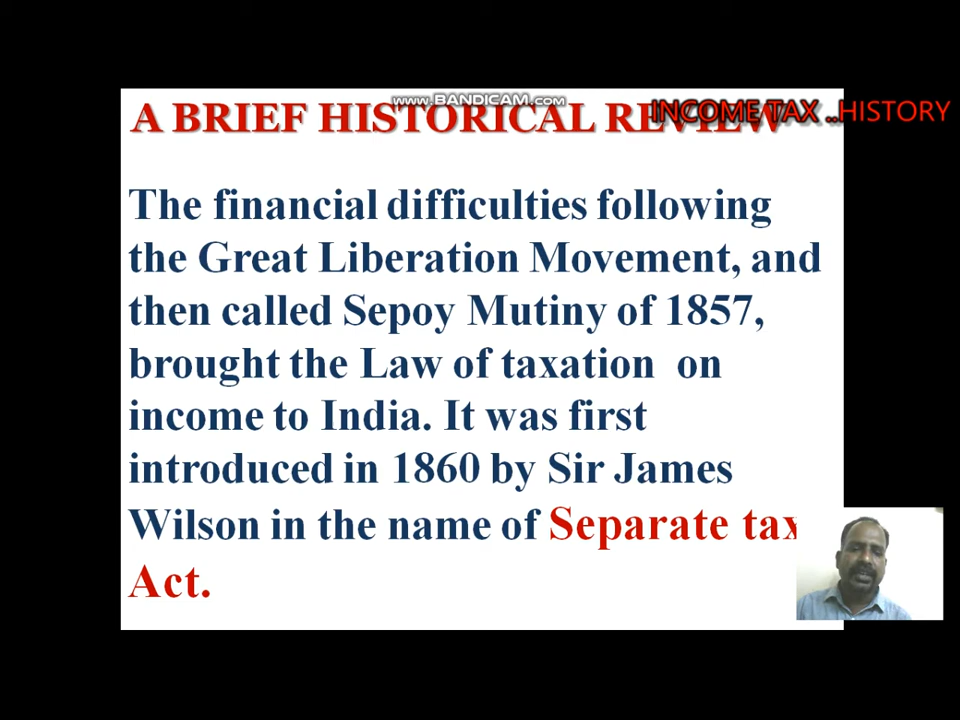 www.BANDICAM.com
A BRIEF HISTORICAL REVIEW
INCOME TAX ..HISTORY
The financial difficulties following
the Great Liberation Movement, and
then called Sepoy Mutiny of 1857,
brought the Law of taxation on
income to India. It was first
introduced in 1860 by Sir James
Wilson in the name of Separate tax
Act.